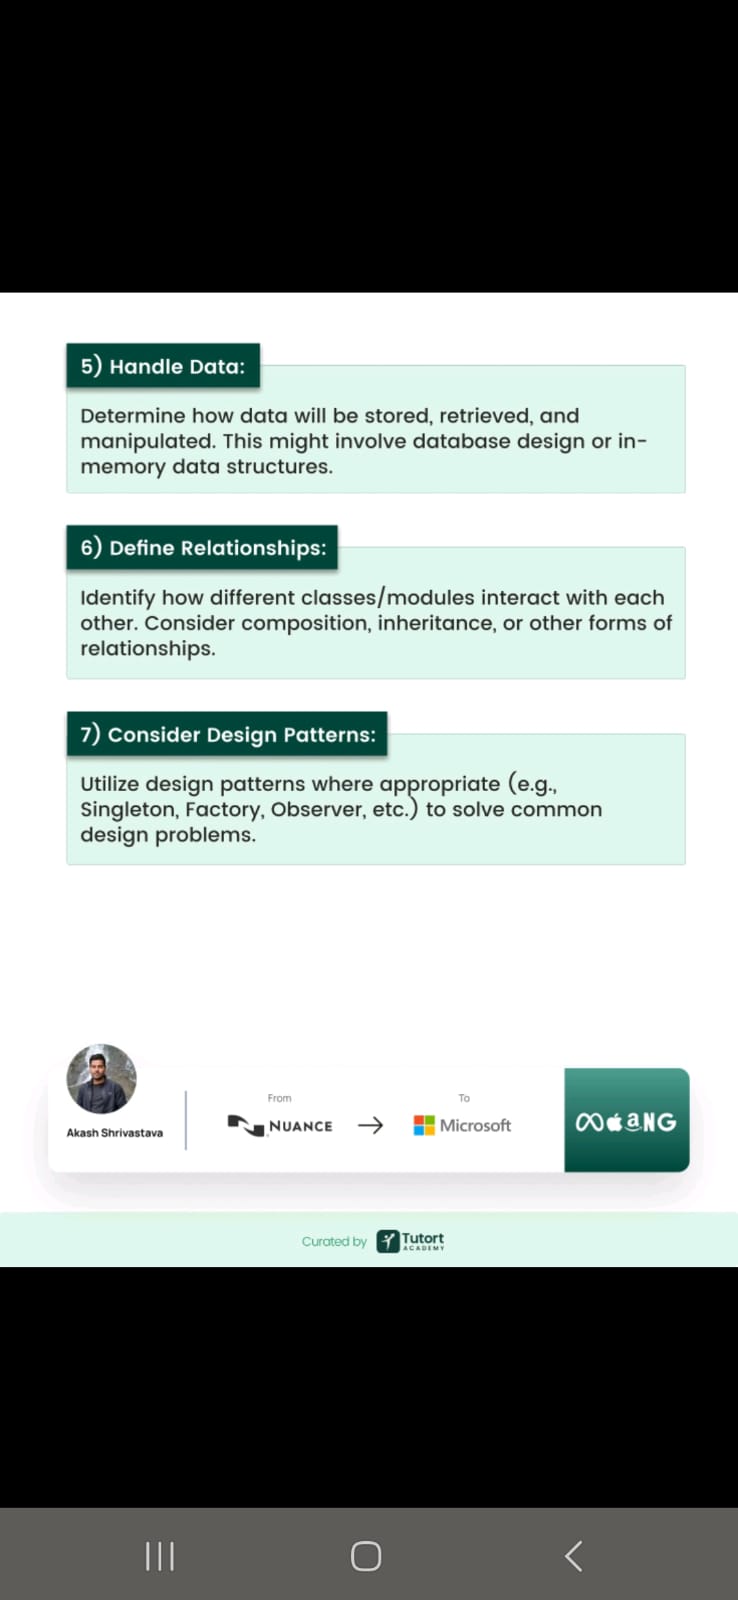 5) Handle Data:
Determine how data will be stored, retrieved, and
manipulated. This might involve database design or in-
memory data structures.
6) Define Relationships:
Identify how different classes/modules interact with each
other. Consider composition, inheritance, or other forms of
relationships.
7) Consider Design Patterns:
Utilize design patterns where appropriate (e.g.,
Singleton, Factory, Observer, etc.) to solve common
design problems.
Akash Shrivastava
From
NUANCE
To
Microsoft
aNG
Curated by
Tutort
ACADEMY